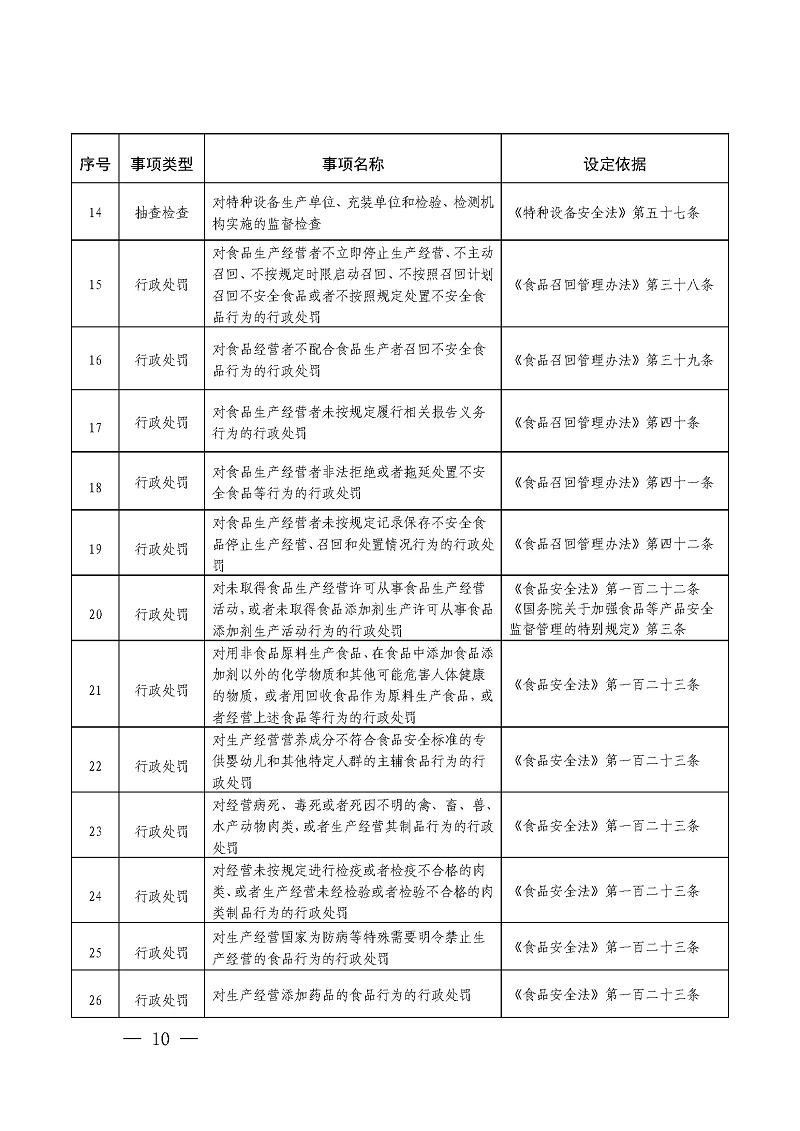 序号 事项类型 事项名称 设定依据
14 抽查检查 对特种设备生产单位、充装单位和检验、检测机
构实施的监督检查 《特种设备安全法》第五十七条
15 行政处罚 对食品生产经营者不立即停止生产经营、不主动
召回、不按规定时限启动召回、不按照召回计划
召回不安全食品或者不按照规定处置不安全食
品行为的行政处罚 《食品召回管理办法》第三十八条
16 行政处罚 对食品经营者不配合食品生产者召回不安全食
品行为的行政处罚 《食品召回管理办法》第三十九条
17 行政处罚 对食品生产经营者未按规定履行相关报告义务
行为的行政处罚 《食品召回管理办法》第四十条
18 行政处罚 对食品生产经营者非法拒绝或者拖延处置不安
全食品等行为的行政处罚 《食品召回管理办法》第四十一条
19 行政处罚 对食品生产经营者未按规定记录保存不安全食
品停止生产经营、召回和处置情况行为的行政处
罚 《食品召回管理办法》第四十二条
20 行政处罚 对未取得食品生产经营许可从事食品生产经营
活动，或者未取得食品添加剂生产许可从事食品
添加剂生产活动行为的行政处罚 《食品安全法》第一百二十二条
《国务院关于加强食品等产品安全
监督管理的特别规定》第三条
21 行政处罚 对用非食品原料生产食品、在食品中添加食品添
加剂以外的化学物质和其他可能危害人体健康
的物质，或者用回收食品作为原料生产食品，或
者经营上述食品等行为的行政处罚 《食品安全法》第一百二十三条
22 行政处罚 对生产经营营养成分不符合食品安全标准的专
供婴幼儿和其他特定人群的主辅食品行为的行
政处罚 《食品安全法》第一百二十三条
23 行政处罚 对经营病死、毒死或者死因不明的禽、畜、兽、
水产动物肉类，或者生产经营其制品行为的行政
处罚 《食品安全法》第一百二十三条
24 行政处罚 对经营未按规定进行检疫或者检疫不合格的肉
类、或者生产经营未经检验或者检验不合格的肉
类制品行为的行政处罚 《食品安全法》第一百二十三条
25 行政处罚 对生产经营国家为防病等特殊需要明令禁止生
产经营的食品行为的行政处罚 《食品安全法》第一百二十三条
26 行政处罚 对生产经营添加药品的食品行为的行政处罚 《食品安全法》第一百二十三条
— 10 —